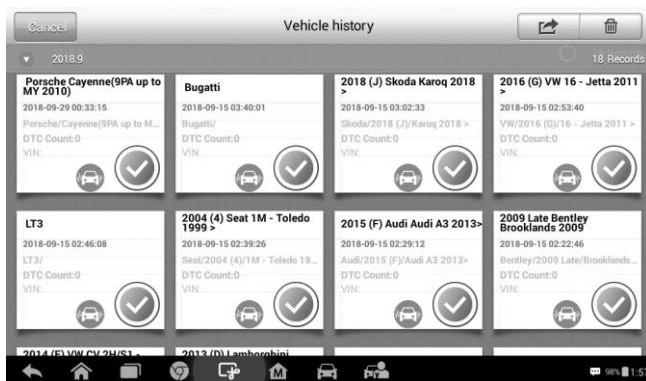 Cancel
Vehicle history
2018.9
18 Records
Porsche Cayenne(9PA up to MY 2010)
2018-09-29 00:33:15
Porsche/Cayenne(9PA up to M...
DTC Count:0
VIN:
Bugatti
2018-09-15 03:40:01
Bugatti/
DTC Count:0
VIN:
2018 (J) Skoda Karoq 2018 >
2018-09-15 03:02:33
Skoda/2018 (J)/Karoq 2018 >
DTC Count:0
VIN:
2016 (G) VW 16 - Jetta 2011 >
2018-09-15 02:53:40
VW/2016 (G)/16 - Jetta 2011 >
DTC Count:0
VIN:
LT3
2018-09-15 02:46:08
LT3/
DTC Count:0
VIN:
2004 (4) Seat 1M - Toledo 1999 >
2018-09-15 02:39:26
Seat/2004 (4)/1M - Toledo 19...
DTC Count:0
VIN:
2015 (F) Audi Audi A3 2013>
2018-09-15 02:29:12
Audi/2015 (F)/Audi A3 2013>
DTC Count:0
VIN:
2009 Late Bentley Brooklands 2009
2018-09-15 02:22:46
Bentley/2009 Late/Brooklands...
DTC Count:0
VIN:
2014 (E) VW CV 2H/S1 -
2013 (D) Lamborghini
98%
1:57